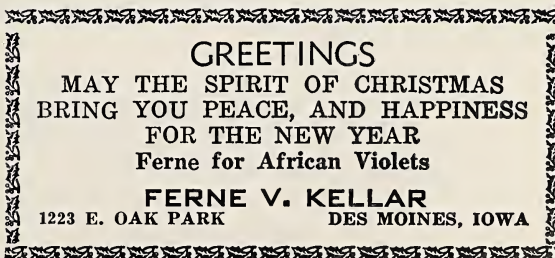 GREETINGS
MAY THE SPIRIT OF CHRISTMAS
BRING YOU PEACE, AND HAPPINESS
FOR THE NEW YEAR
Ferne for African Violets
FERNE V. KELLAR
1223 E. OAK PARK DES MOINES, IOWA